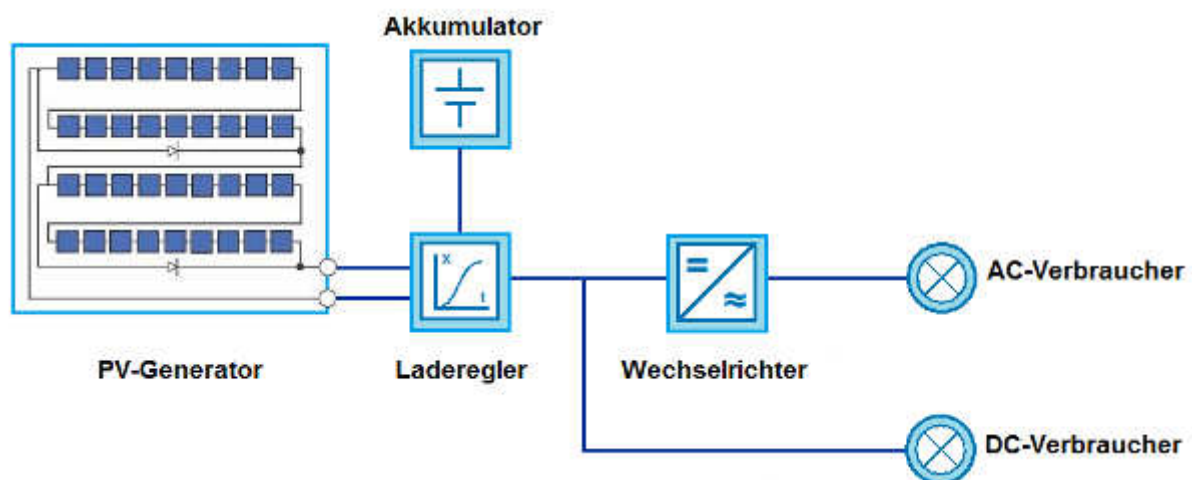 Akkumulator
PV-Generator
x
t
Laderegler
=
≈
Wechselrichter
AC-Verbraucher
DC-Verbraucher